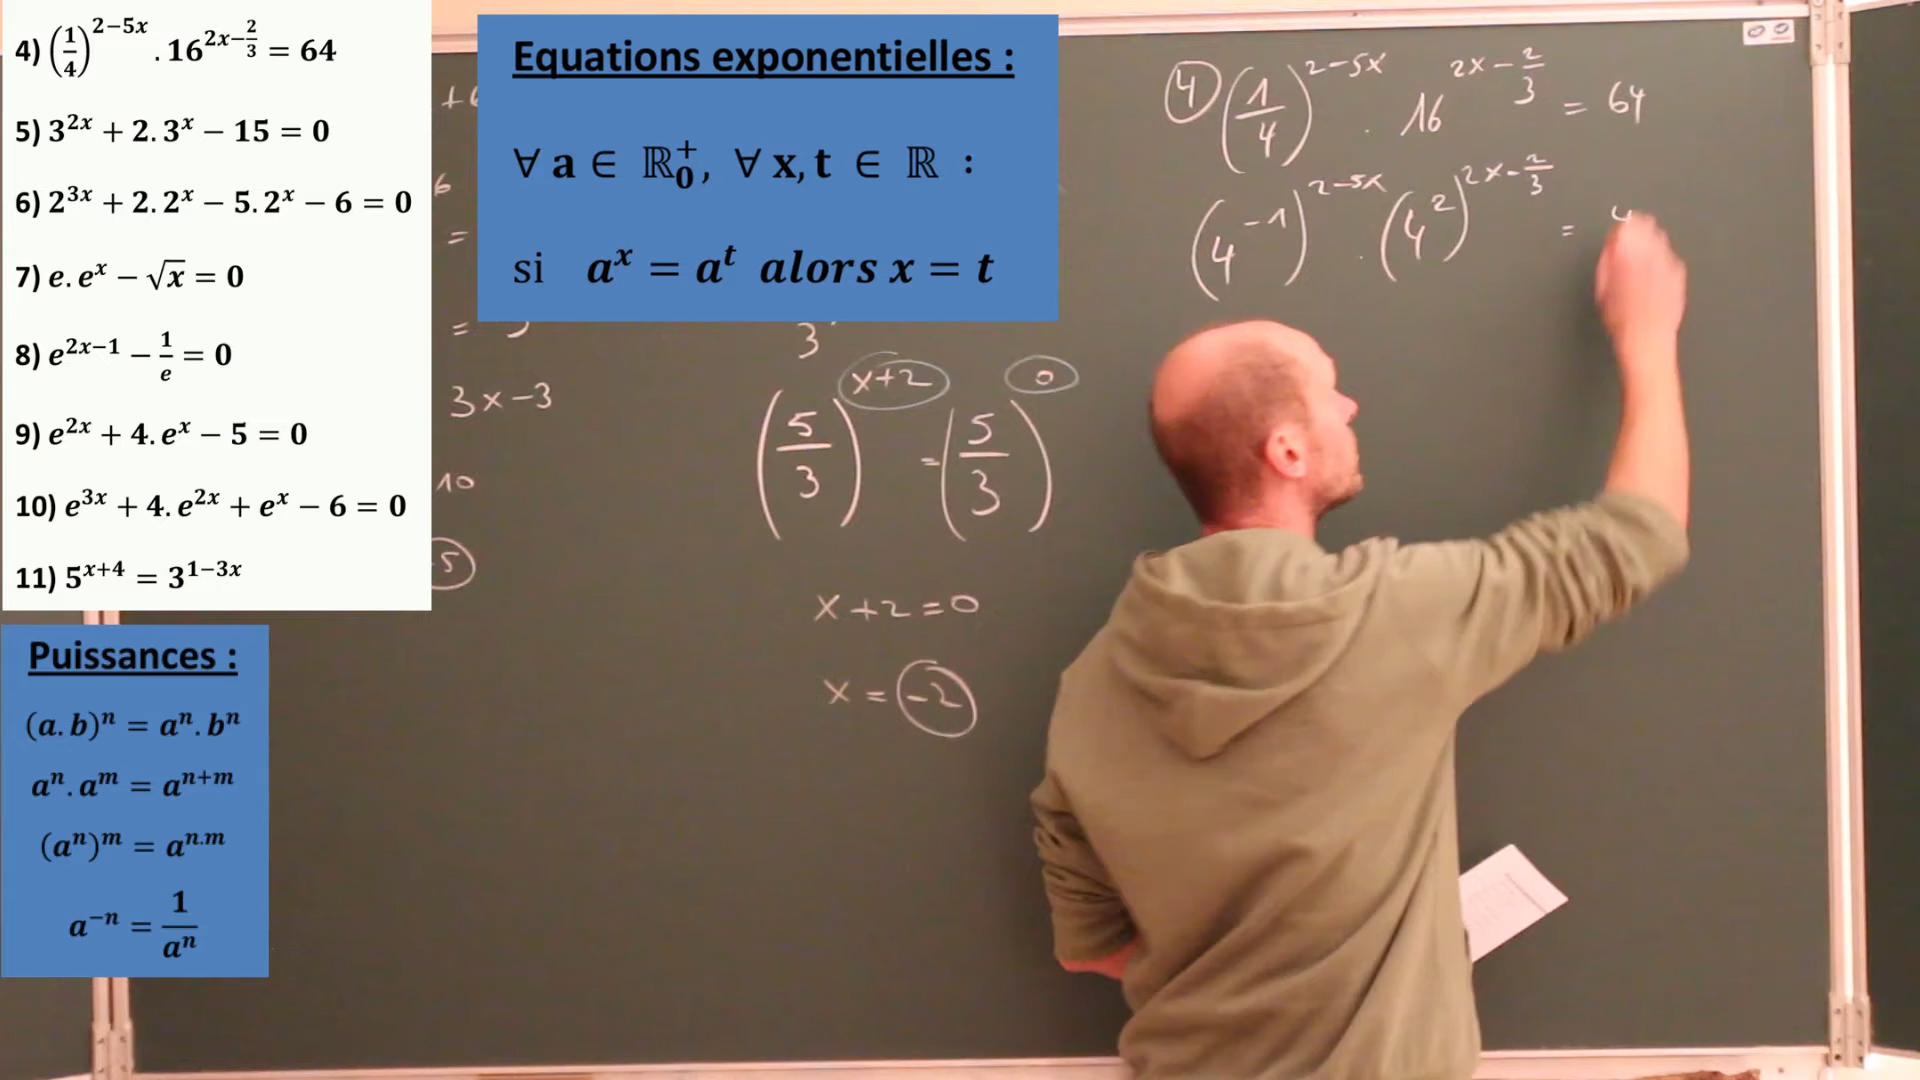 4) (1/4)^{2−5x} . 16^{2x−2/3} = 64
5) 3^{2x} + 2. 3^x − 15 = 0
6) 2^{3x} + 2. 2^x − 5. 2^x − 6 = 0
7) e. e^x − √x = 0
8) e^{2x−1} − 1/e = 0
9) e^{2x} + 4. e^x − 5 = 0
10) e^{3x} + 4. e^{2x} + e^x − 6 = 0
11) 5^{x+4} = 3^{1−3x}
Puissances :
(a. b)^n = a^n. b^n
a^n. a^m = a^{n+m}
(a^n)^m = a^{n.m}
a^{−n} = 1/a^n
Equations exponentielles :
∀ a ∈ ℝ₀⁺, ∀ x, t ∈ ℝ :
si a^x = a^t alors x = t
6
=
=
3x−3
10
5
3
(5/3)^{x+2} = (5/3)^0
x+2=0
x = −2
④ (1/4)^{2−5x} . 16^{2x−2/3} = 64
(4^{−1})^{2−5x} . (4^2)^{2x−2/3} = 4